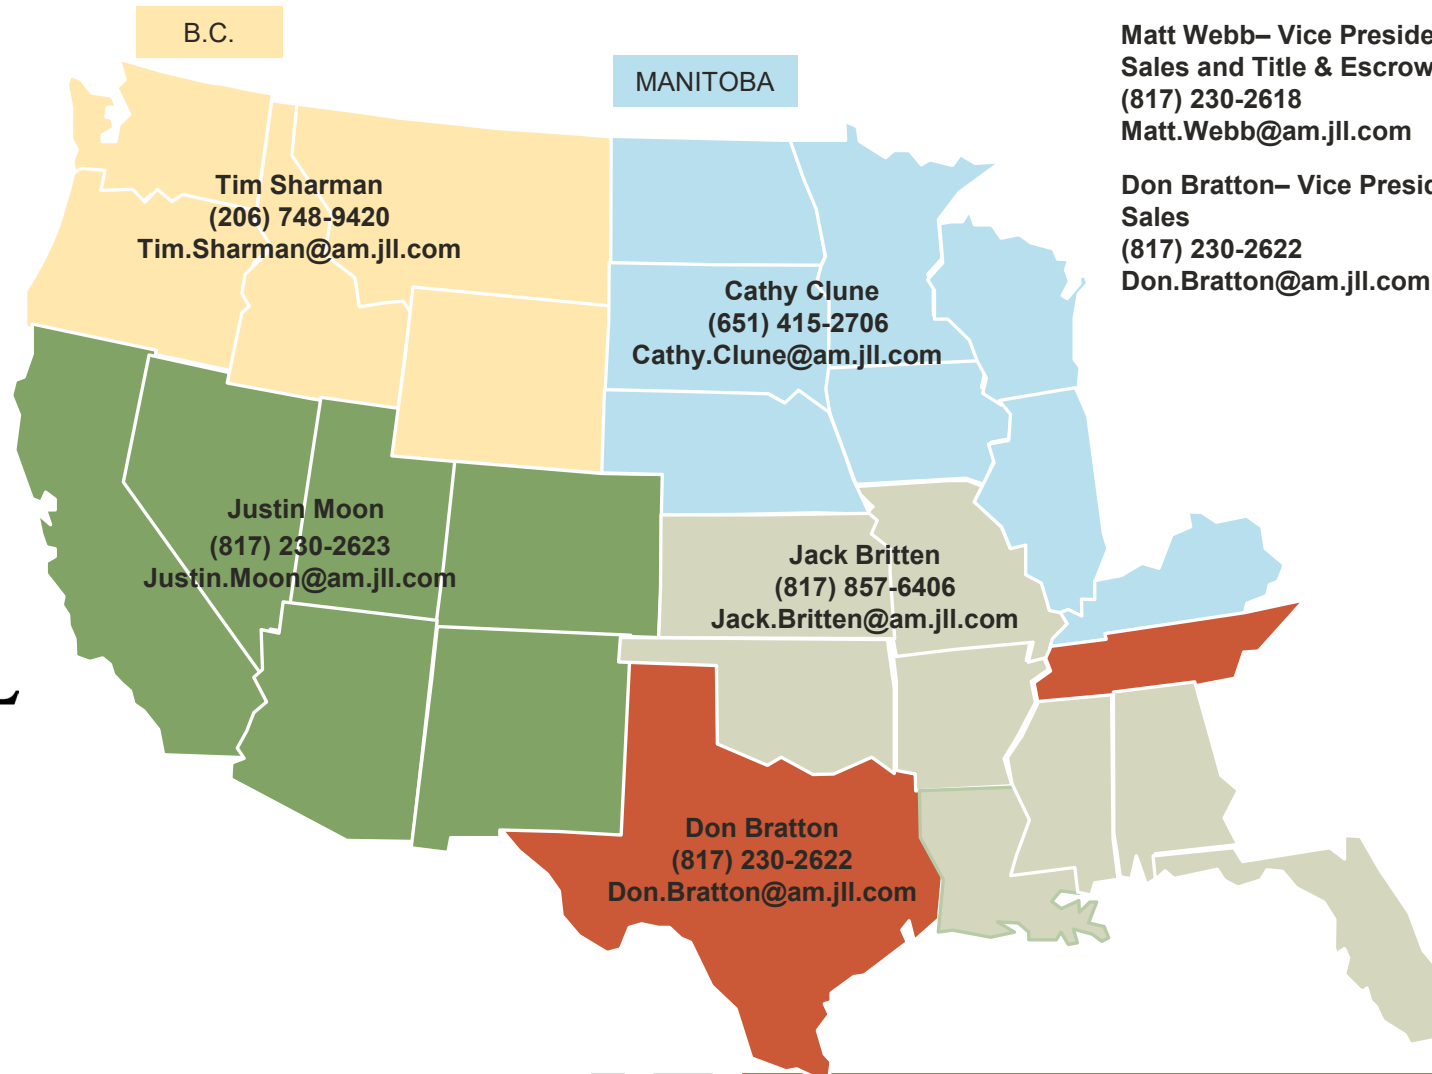 B.C.
MANITOBA
Matt Webb– Vice
Sales and Title & Escrow
(817) 230-2618
Matt.Webb@am.jll.com
Don Bratton– Vice
Sales
(817) 230-2622
Don.Bratton@am.jll.com
Tim Sharman
(206) 748-9420
Tim.Sharman@am.jll.com
Cathy Clune
(651) 415-2706
Cathy.Clune@am.jll.com
Justin Moon
(817) 230-2623
Justin.Moon@am.jll.com
Jack Britten
(817) 857-6406
Jack.Britten@am.jll.com
Don Bratton
(817) 230-2622
Don.Bratton@am.jll.com